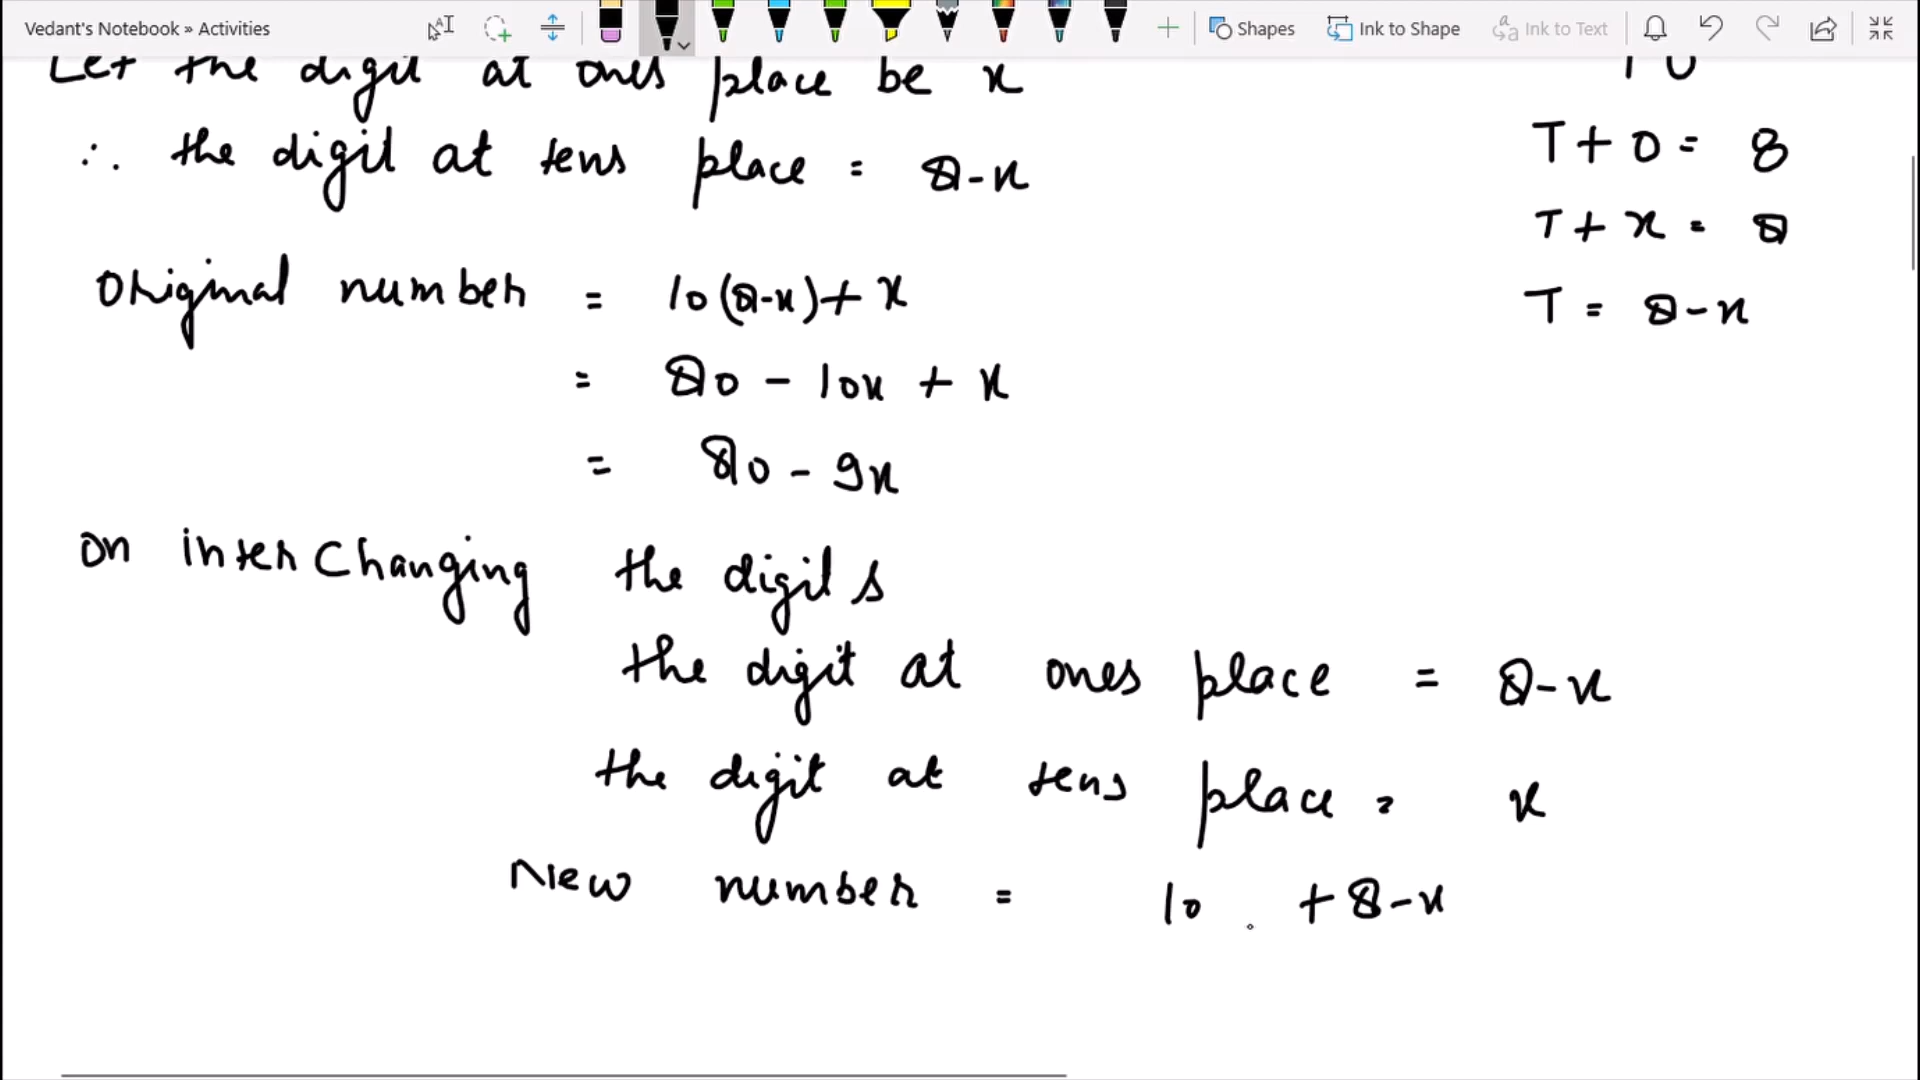 Vedant's Notebook » Activities
Shapes
Ink to Shape
Ink to Text
Let the digit at ones place be x
∴ the digit at tens place = 8-x
Original number = 10(8-x)+x
= 80 - 10x + x
= 80 - 9x
On interchanging the digits
the digit at ones place = 8-x
the digit at tens place = x
New number = 10 . +8-x
T O
T+O= 8
T+x= 8
T= 8-x